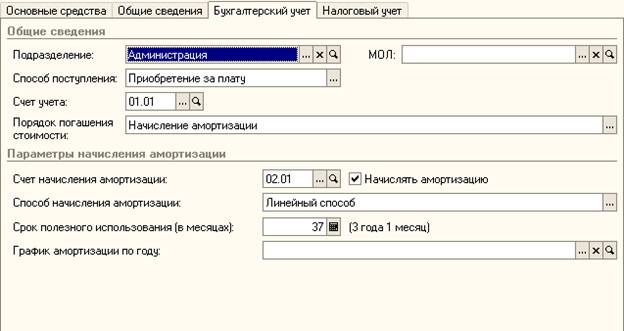 Основные средства Общие сведения Бухгалтерский учет Налоговый учет
Общие сведения
Подразделение: Администрация ... МОЛ: ...
Способ поступления: Приобретение за плату ...
Счет учета: 01.01 ...
Порядок погашения стоимости: Начисление амортизации ...
Параметры начисления амортизации
Счет начисления амортизации: 02.01 ... Начислять амортизацию
Способ начисления амортизации: Линейный способ ...
Срок полезного использования (в месяцах): 37 (3 года 1 месяц)
График амортизации по году: ...